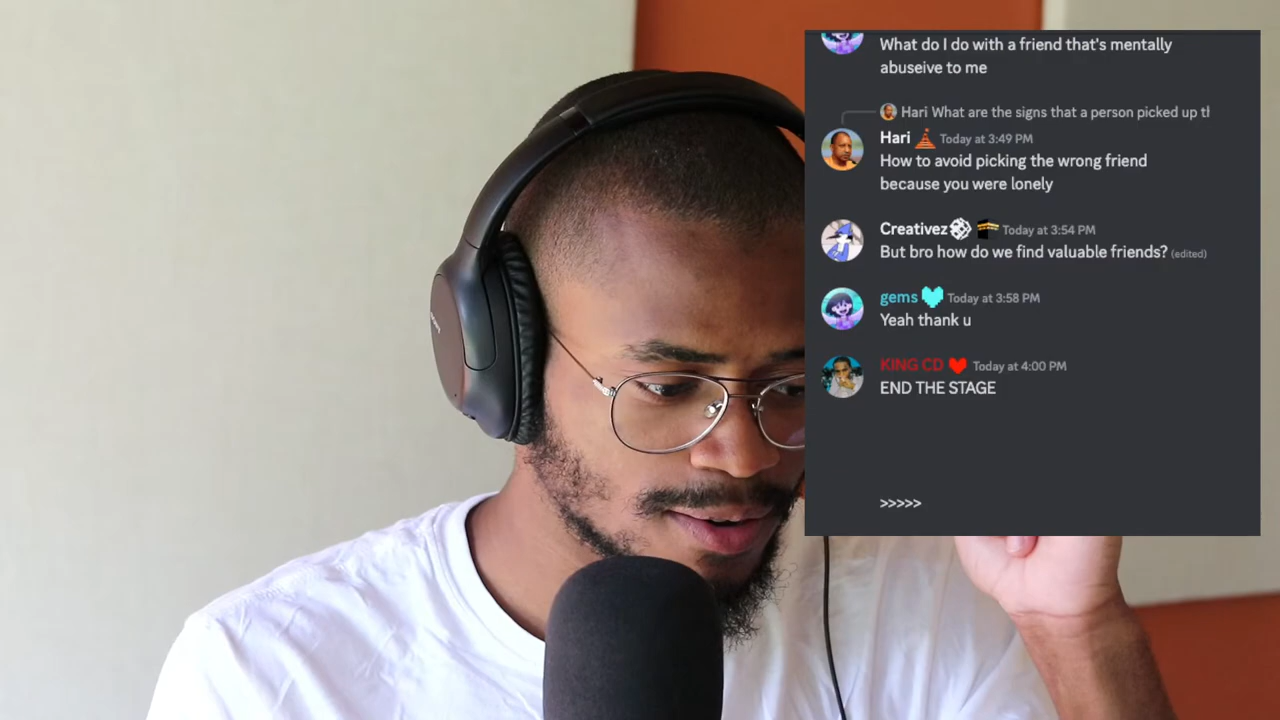 What do I do with a friend that's mentally
abuseive to me
Hari What are the signs that a person picked up
Hari Today at 3:49 PM
How to avoid picking the wrong friend
because you were lonely
Creativez Today at 3:54 PM
But bro how do we find valuable friends? (edited)
gems Today at 3:58 PM
Yeah thank u
KING CD Today at 4:00 PM
END THE STAGE
>>>>>